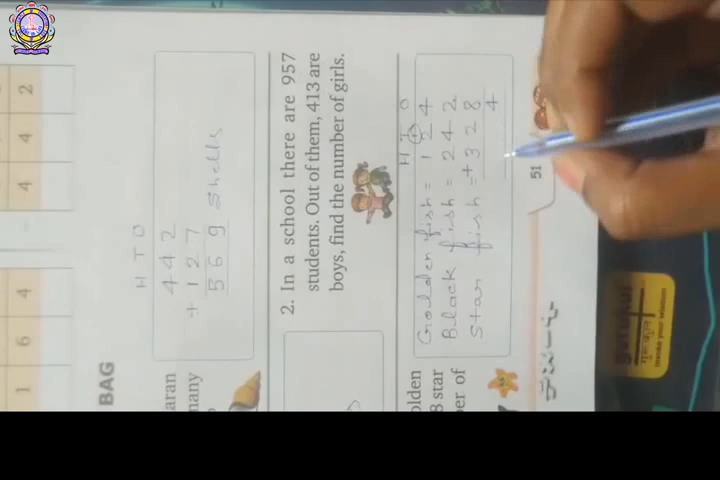 1 6 4
4 4 2
BAG
aran
many
H T O
4 4 2
+ 1 2 7
5 6 9 shells
2. In a school there are 957
students. Out of them, 413 are
boys, find the number of girls.
olden
8 star
ber of
H T O
Golden fish = 1 2 4
Black fish = 2 4 2
Star fish = + 3 2 8
4
51